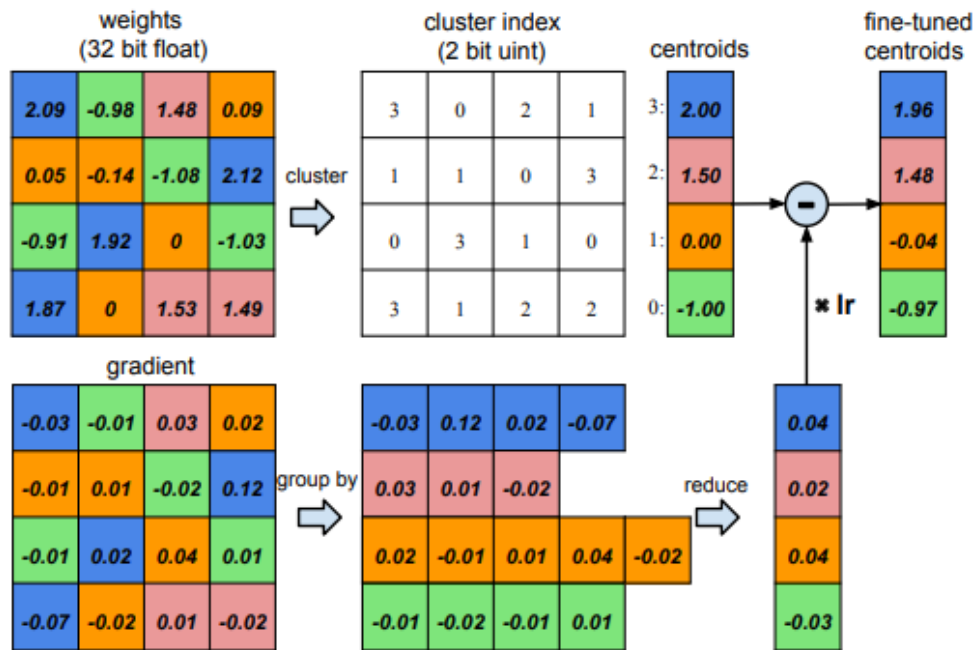 weights
(32 bit float)
cluster index
(2 bit uint)
centroids
fine-tuned
centroids
2.09 -0.98 1.48 0.09
3 0 2 1
3: 2.00
1.96
0.05 -0.14 -1.08 2.12
cluster
1 1 0 3
2: 1.50
1.48
-0.91 1.92 0 -1.03
0 3 1 0
1: 0.00
-0.04
1.87 0 1.53 1.49
3 1 2 2
0: -1.00
-0.97
-
× lr
gradient
-0.03 -0.01 0.03 0.02
-0.03 0.12 0.02 -0.07
0.04
-0.01 0.01 -0.02 0.12
group by
0.03 0.01 -0.02
reduce
0.02
-0.01 0.02 0.04 0.01
0.02 -0.01 0.01 0.04 -0.02
0.04
-0.07 -0.02 0.01 -0.02
-0.01 -0.02 -0.01 0.01
-0.03